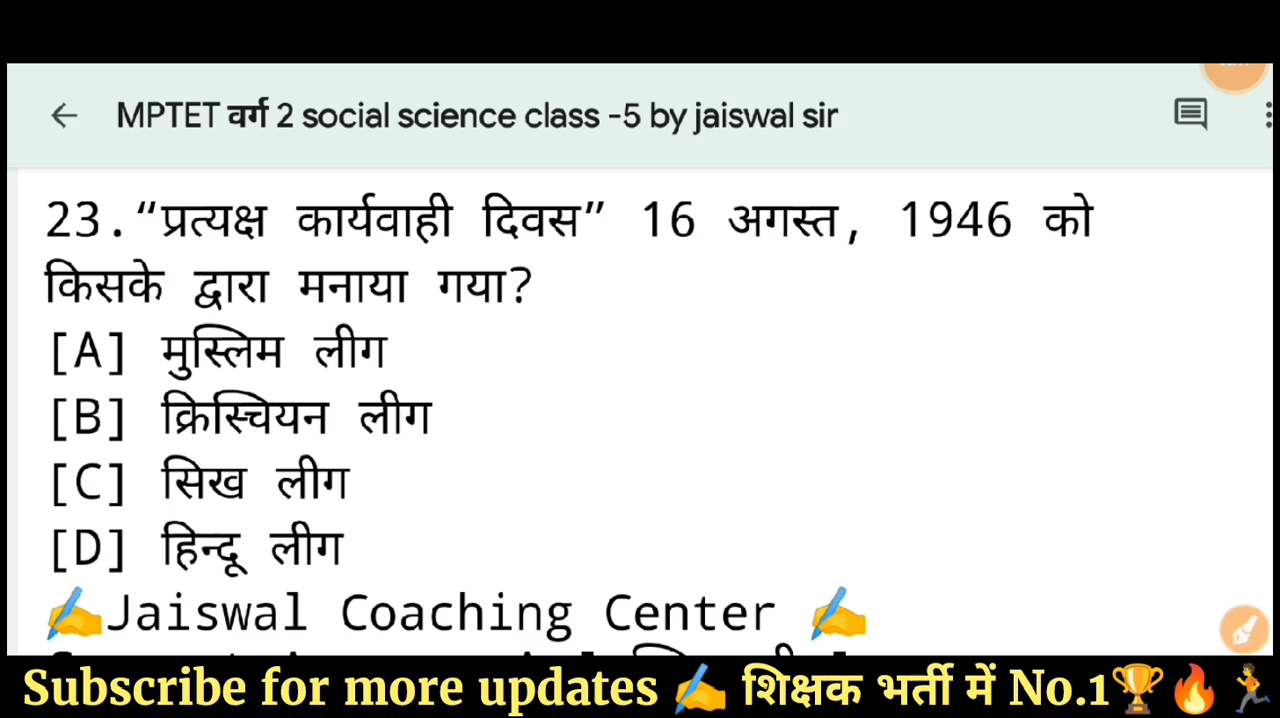 MPTET वर्ग 2 social science class -5 by jaiswal sir
23.“प्रत्यक्ष कार्यवाही दिवस” 16 अगस्त, 1946 को
किसके द्वारा मनाया गया?
[A] मुस्लिम लीग
[B] क्रिस्चियन लीग
[C] सिख लीग
[D] हिन्दू लीग
✍️Jaiswal Coaching Center ✍️
Subscribe for more updates ✍️ शिक्षक भर्ती में No.1🏆🔥🏃